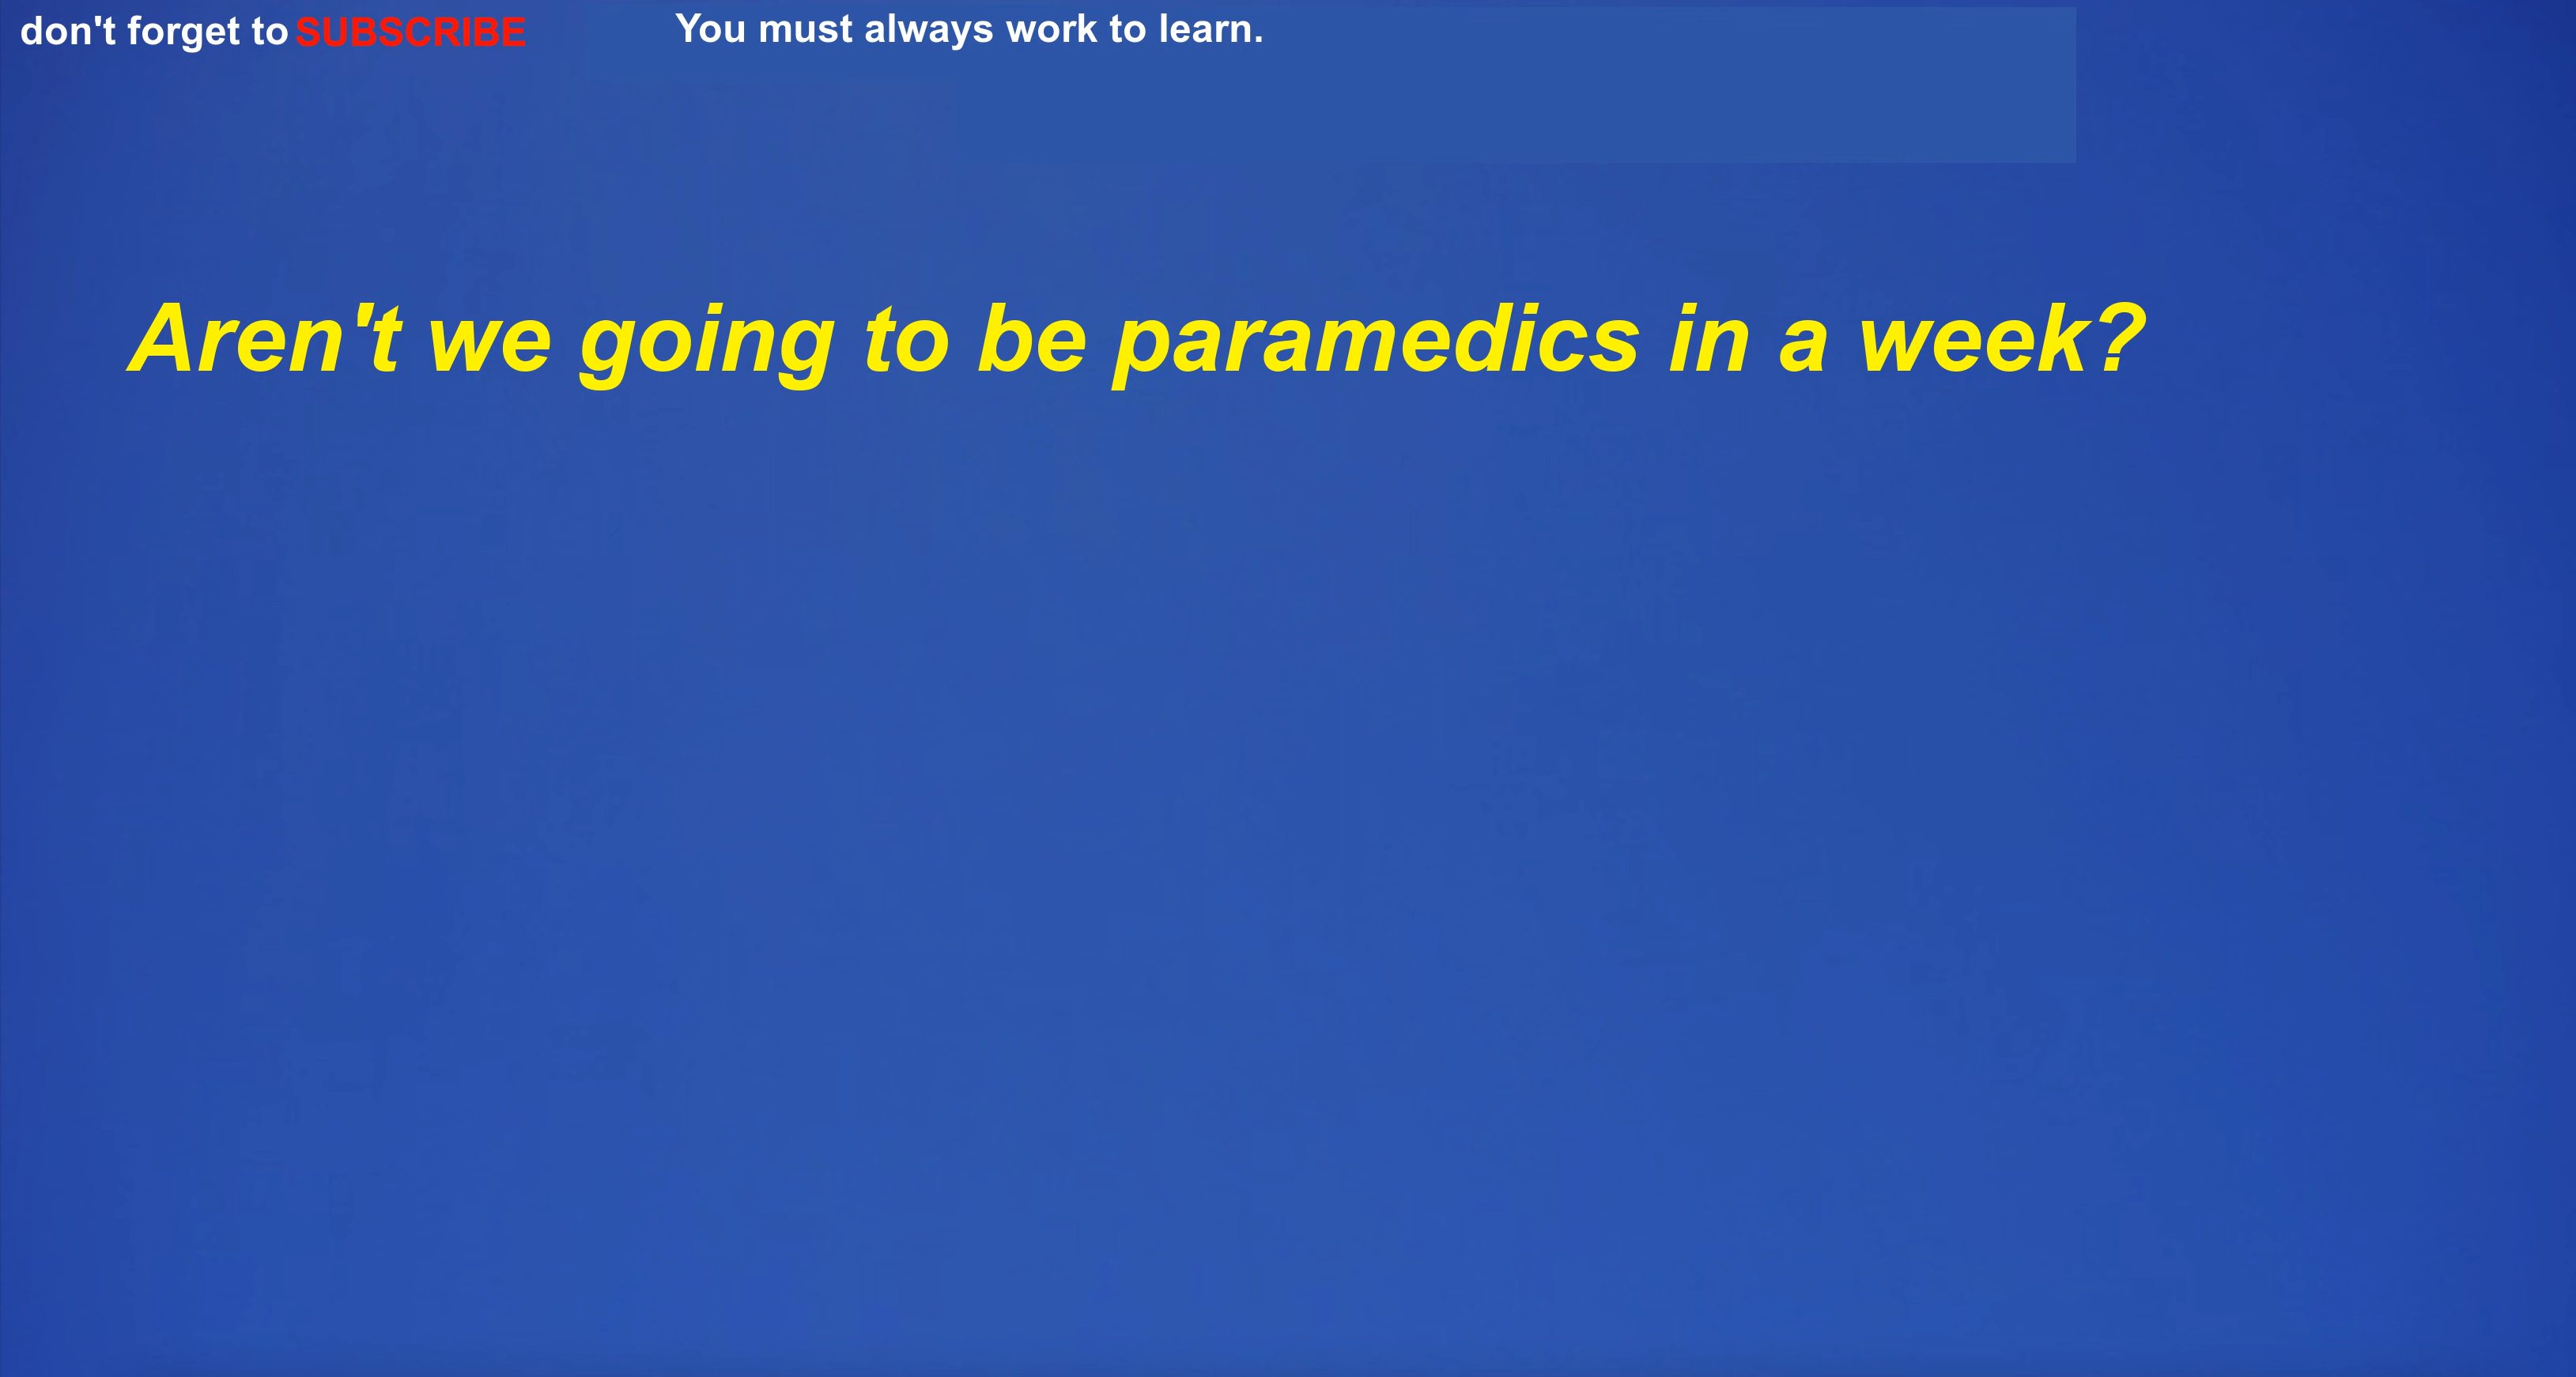 don't forget to SUBSCRIBE
You must always work to learn.
Aren't we going to be paramedics in a week?